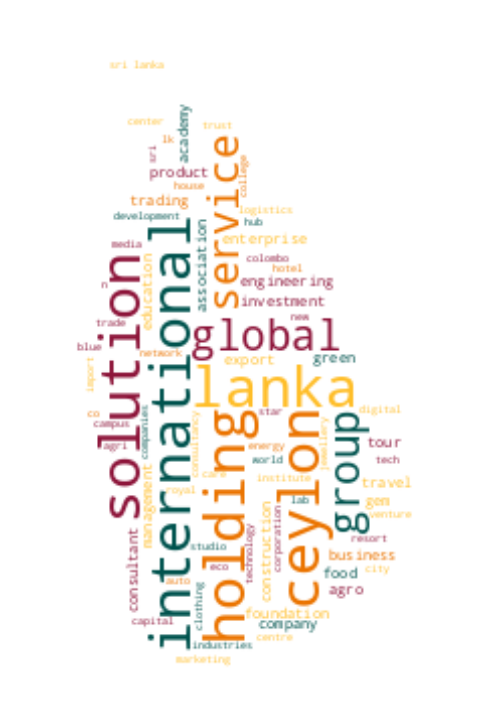 sri lanka
center
trust
lk
academy
sri
service
college
product
house
trading
logistics
development
hub
international
association
enterprise
media
education
solution
colombo
hotel
n
engineering
investment
new
trade
global
blue
network
export
green
import
lanka
co
companies
consultancy
holding
star
ceylon
jewellery
group
digital
campus
agri
energy
tour
management
care
world
tech
royal
institute
travel
lab
gem
construction
corporation
venture
consultant
studio
technology
resort
business
eco
food
city
auto
agro
clothing
capital
foundation
company
centre
industries
marketing